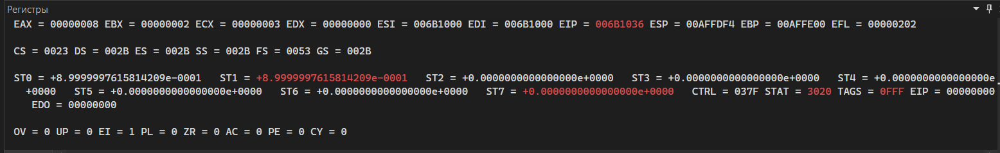 Регистры
EAX = 00000008 EBX = 00000002 ECX = 00000003 EDX = 00000000 ESI = 006B1000 EDI = 006B1000 EIP = 006B1036 ESP = 00AFFDF4 EBP = 00AFFE00 EFL = 00000202
CS = 0023 DS = 002B ES = 002B SS = 002B FS = 0053 GS = 002B
ST0 = +8.9999997615814209e-0001 ST1 = +8.9999997615814209e-0001 ST2 = +0.0000000000000000e+0000 ST3 = +0.0000000000000000e+0000 ST4 = +0.0000000000000000e
+0000 ST5 = +0.0000000000000000e+0000 ST6 = +0.0000000000000000e+0000 ST7 = +0.0000000000000000e+0000 CTRL = 037F STAT = 3020 TAGS = 0FFF EIP = 00000000
EDO = 00000000
OV = 0 UP = 0 EI = 1 PL = 0 ZR = 0 AC = 0 PE = 0 CY = 0